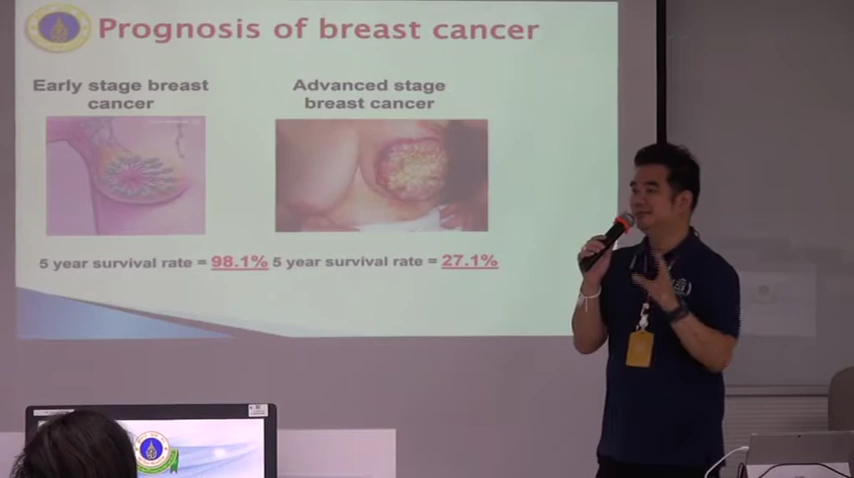 Prognosis of breast cancer
Early stage breast
cancer
Advanced stage
breast cancer
5 year survival rate = 98.1%
5 year survival rate = 27.1%